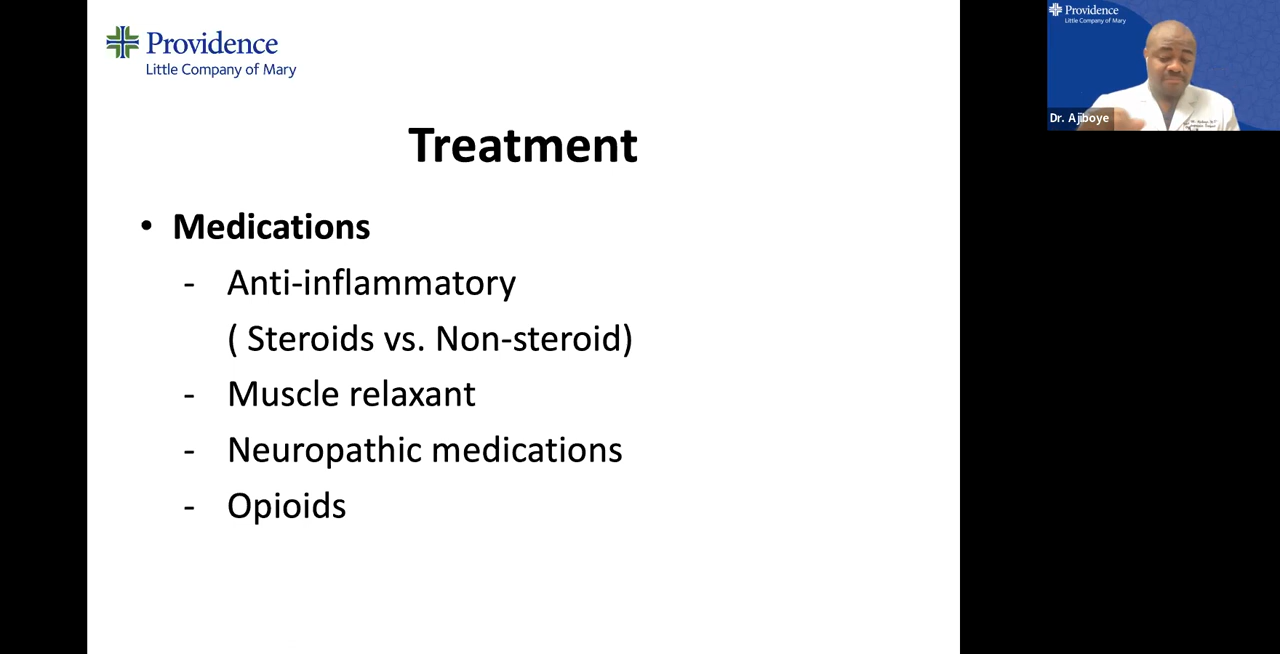 Providence
Little Company of Mary
Treatment
• Medications
- Anti-inflammatory
( Steroids vs. Non-steroid)
- Muscle relaxant
- Neuropathic medications
- Opioids
Providence
Little Company of Mary
Dr. Ajiboye